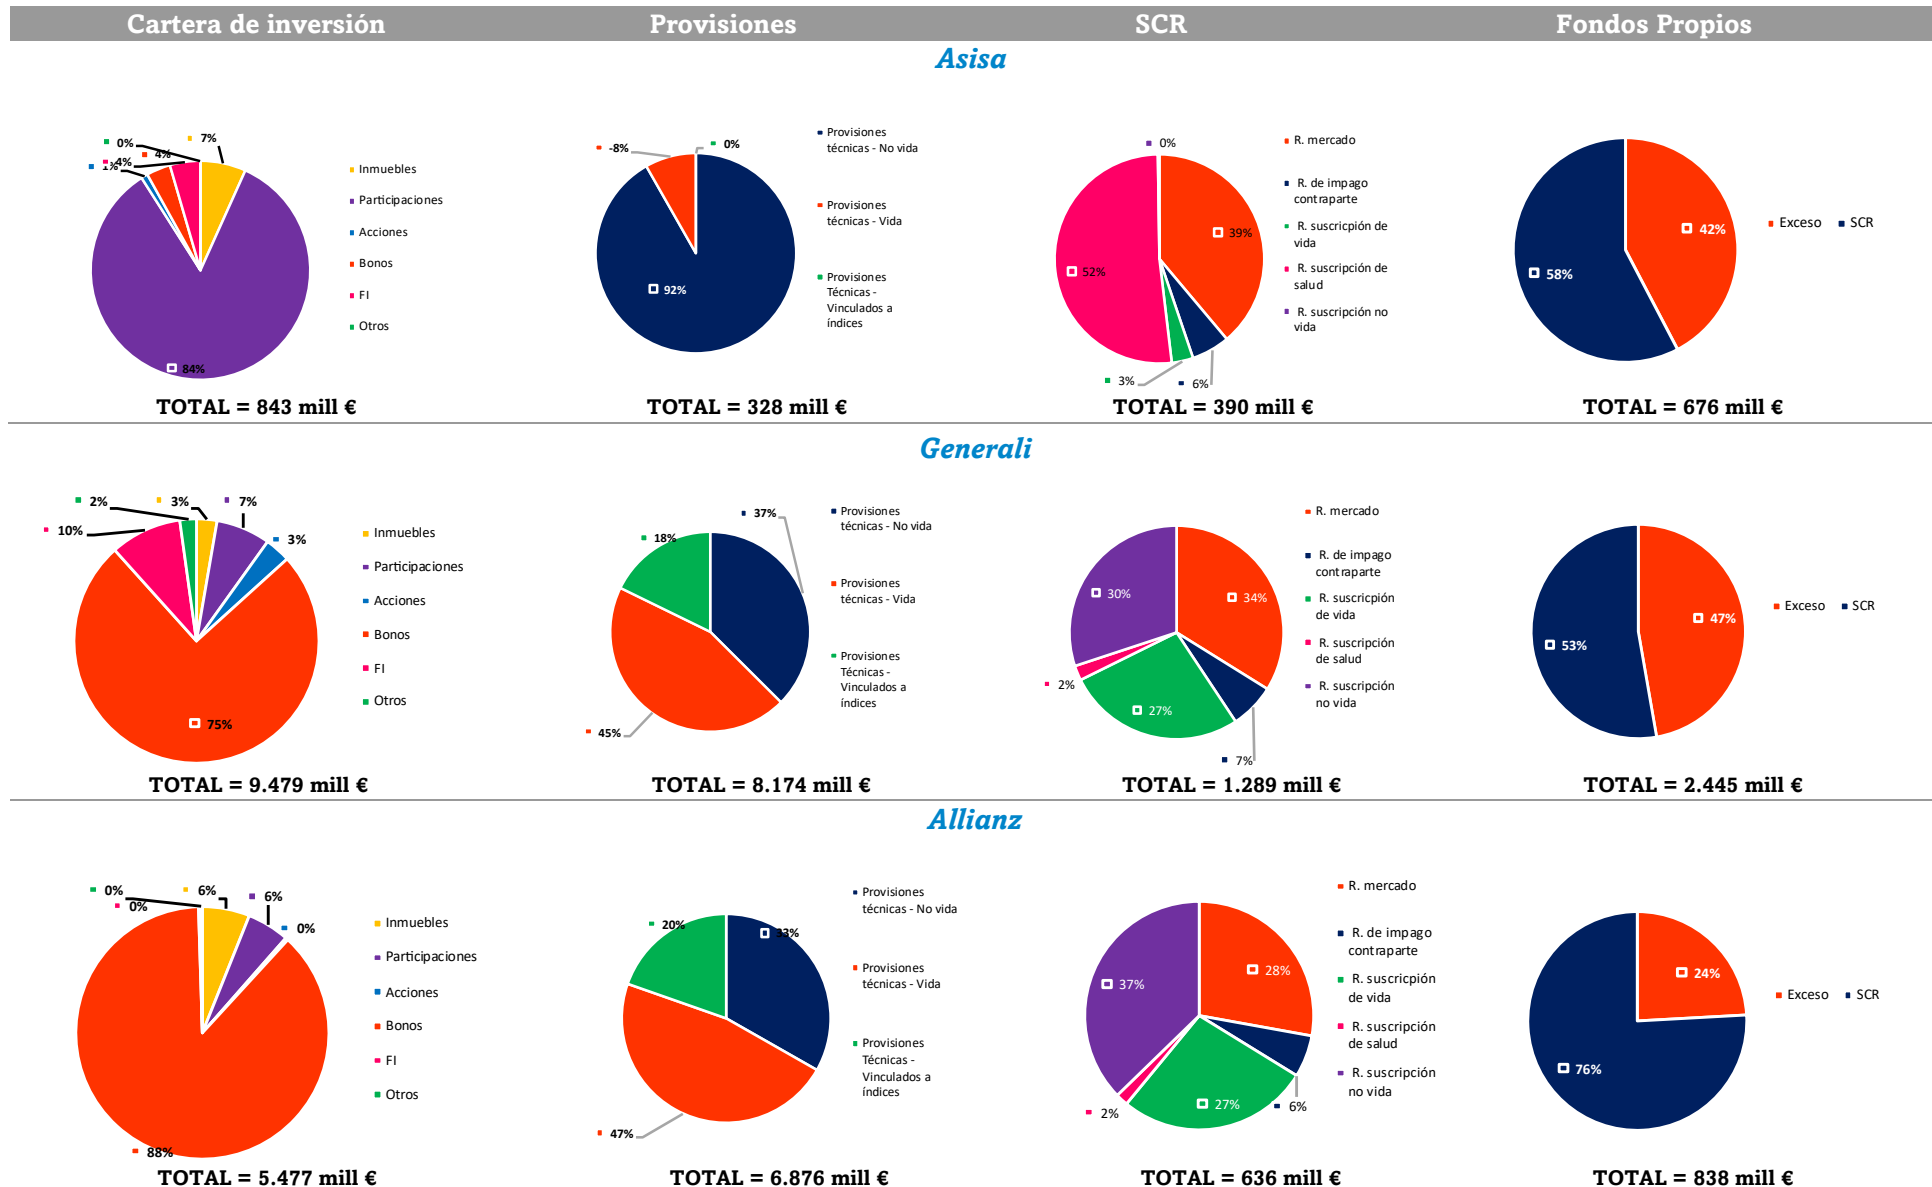 Cartera de inversión
Provisiones
SCR
Fondos Propios
Asisa
0%
7%
4%
4%
1%
84%
Inmuebles
Participaciones
Acciones
Bonos
FI
Otros
TOTAL = 843 mill €
-8%
0%
92%
Provisiones
técnicas - No vida
Provisiones
técnicas - Vida
Provisiones
Técnicas -
Vinculados a
índices
TOTAL = 328 mill €
0%
39%
52%
3%
6%
R. mercado
R. de impago
contraparte
R. suscricpión de
vida
R. suscripción de
salud
R. suscripción no
vida
TOTAL = 390 mill €
42%
58%
Exceso
SCR
TOTAL = 676 mill €
Generali
2%
3%
7%
10%
3%
75%
Inmuebles
Participaciones
Acciones
Bonos
FI
Otros
TOTAL = 9.479 mill €
37%
18%
45%
Provisiones
técnicas - No vida
Provisiones
técnicas - Vida
Provisiones
Técnicas -
Vinculados a
índices
TOTAL = 8.174 mill €
30%
34%
2%
27%
7%
R. mercado
R. de impago
contraparte
R. suscricpión
de vida
R. suscripción
de salud
R. suscripción
no vida
TOTAL = 1.289 mill €
47%
53%
Exceso
SCR
TOTAL = 2.445 mill €
Allianz
0%
6%
6%
0%
0%
88%
Inmuebles
Participaciones
Acciones
Bonos
FI
Otros
TOTAL = 5.477 mill €
20%
33%
47%
Provisiones
técnicas - No vida
Provisiones
técnicas - Vida
Provisiones
Técnicas -
Vinculados a
índices
TOTAL = 6.876 mill €
37%
28%
2%
27%
6%
R. mercado
R. de impago
contraparte
R. suscricpión
de vida
R. suscripción
de salud
R. suscripción
no vida
TOTAL = 636 mill €
24%
76%
Exceso
SCR
TOTAL = 838 mill €